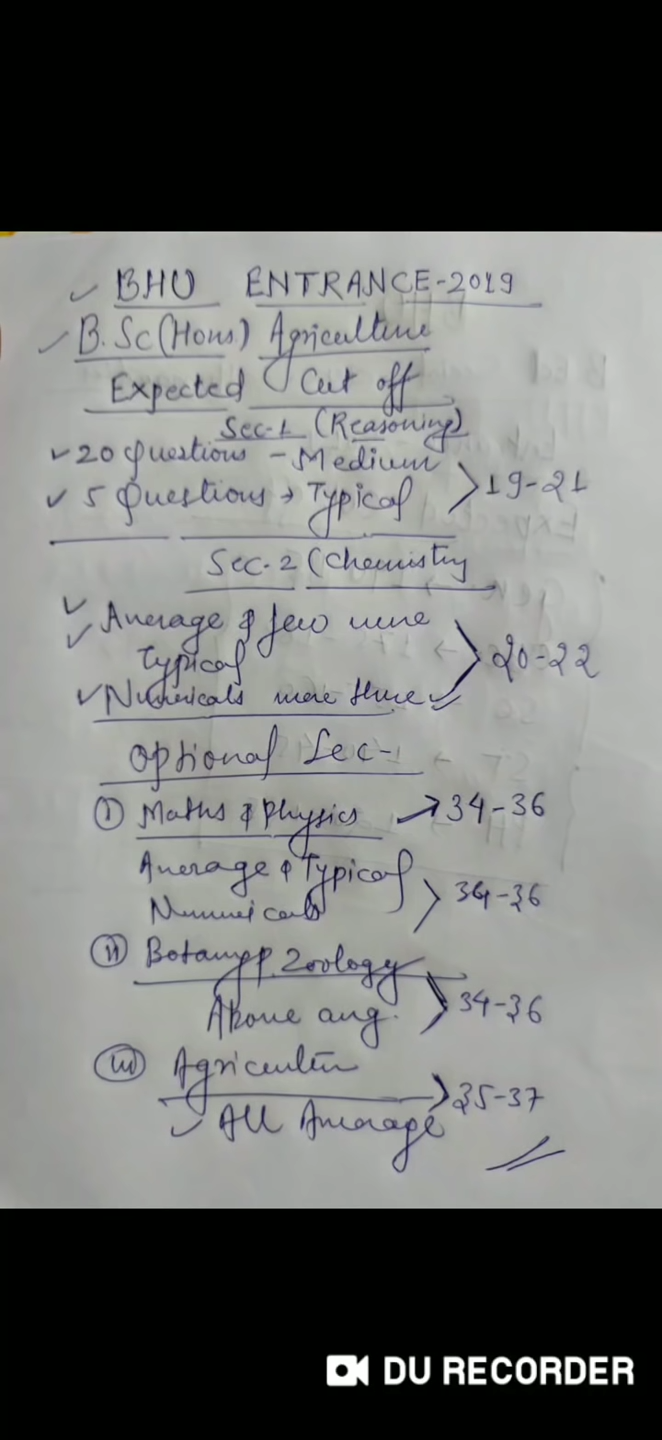 BHU ENTRANCE-2019
B.Sc(Hons.) Agriculture
Expected Cut off
Sec-1 (Reasoning)
20 Questions - Medium
5 Questions → Typical
19-21
Sec-2 (Chemistry
Average & few were
Typical
20-22
Numericals were there
Optional Sec-
(i) Maths & Physics → 34-36
Average & Typical
Numericals
34-36
(ii) Botany & Zoology
Above avg.
34-36
(iii) Agriculture
35-37
All Average
DU RECORDER